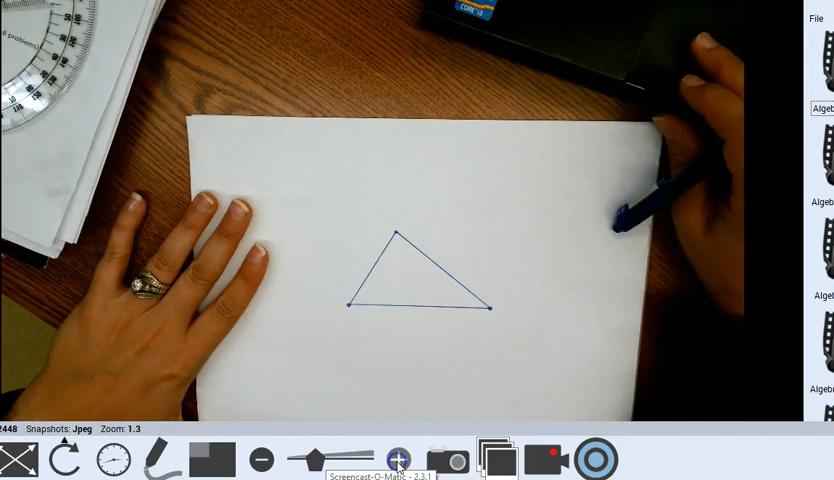 CORE i3
6 problems)
File
Algeb
Algeb
Algeb
Algebr
2448 Snapshots: Jpeg Zoom: 1.3
Screencast-O-Matic - 2.3.1